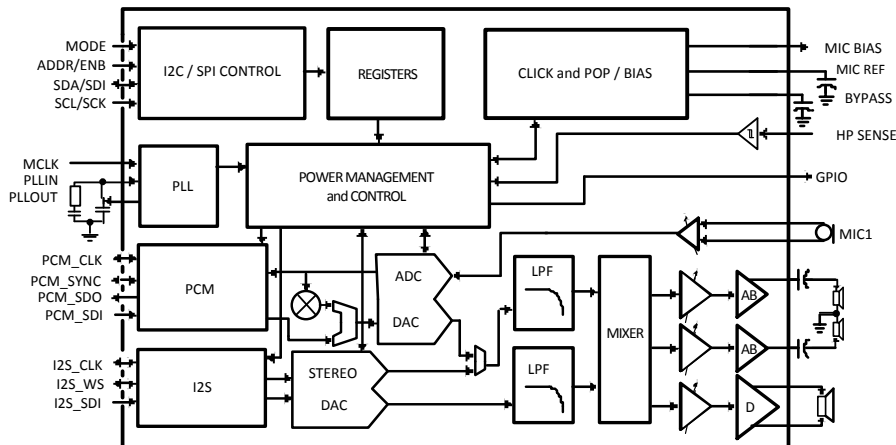 MODE
ADDR/ENB
SDA/SDI
SCL/SCK
I2C / SPI CONTROL
REGISTERS
CLICK and POP / BIAS
MIC BIAS
MIC REF
BYPASS
HP SENSE
MCLK
PLLIN
PLLOUT
PLL
POWER MANAGEMENT
and CONTROL
GPIO
MIC1
PCM_CLK
PCM_SYNC
PCM_SDO
PCM_SDI
PCM
ADC
DAC
LPF
MIXER
AB
AB
I2S_CLK
I2S_WS
I2S_SDI
I2S
STEREO
DAC
LPF
D